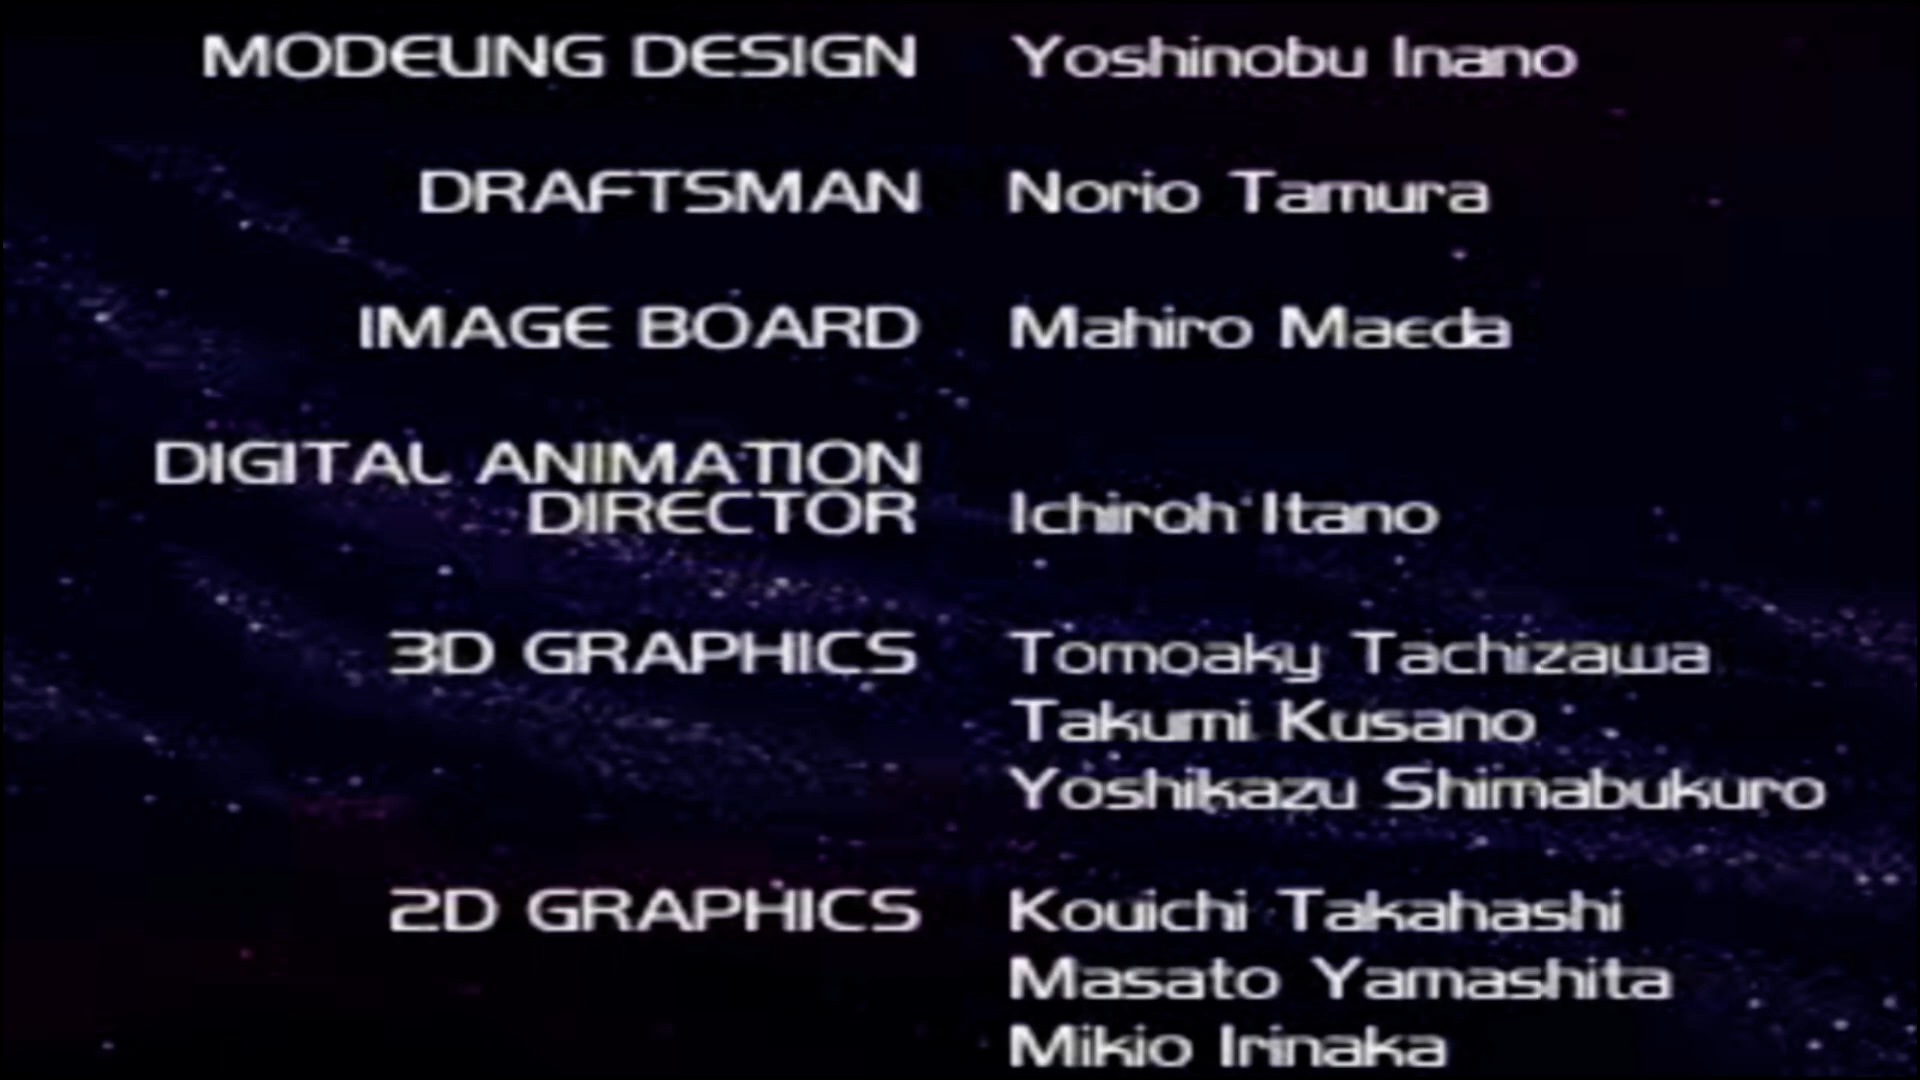 MODELING DESIGN Yoshinobu Inano
DRAFTSMAN Norio Tamura
IMAGE BOARD Mahiro Maeda
DIGITAL ANIMATION
DIRECTOR Ichiroh Itano
3D GRAPHICS Tomoaky Tachizawa
Takumi Kusano
Yoshikazu Shimabukuro
2D GRAPHICS Kouichi Takahashi
Masato Yamashita
Mikio Irinaka